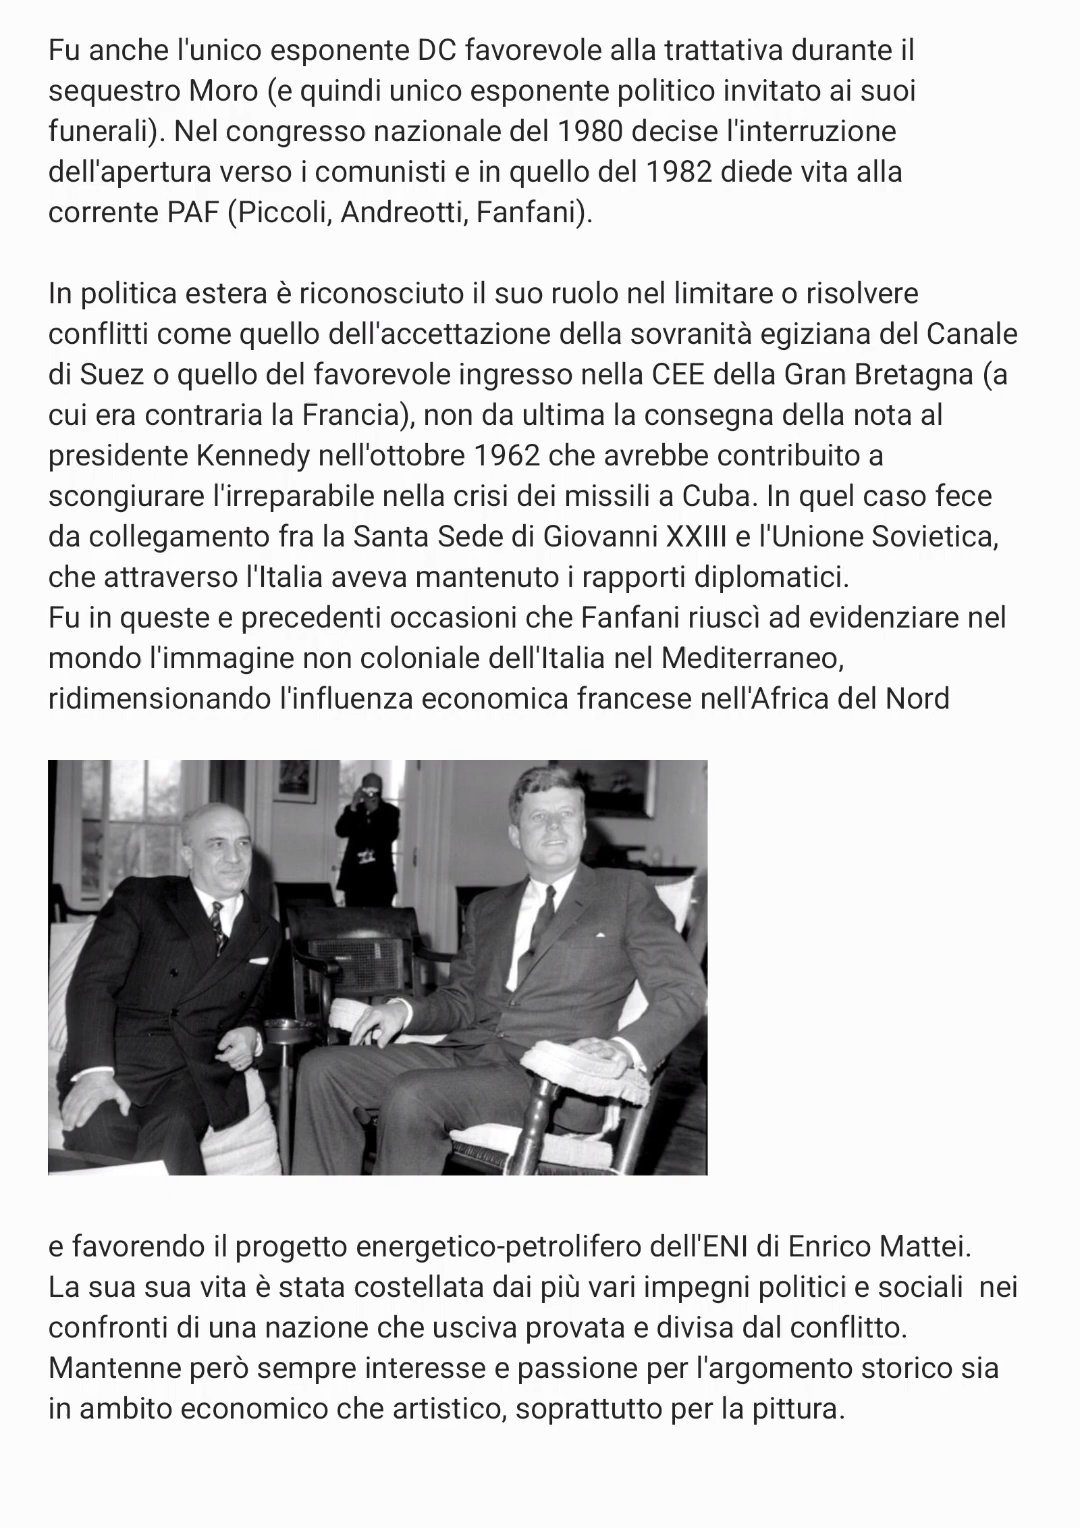 Fu anche l'unico esponente DC favorevole alla trattativa durante il
sequestro Moro (e quindi unico esponente politico invitato ai suoi
funerali). Nel congresso nazionale del 1980 decise l'interruzione
dell'apertura verso i comunisti e in quello del 1982 diede vita alla
corrente PAF (Piccoli, Andreotti, Fanfani).
In politica estera è riconosciuto il suo ruolo nel limitare o risolvere
conflitti come quello dell'accettazione della sovranità egiziana del Canale
di Suez o quello del favorevole ingresso nella CEE della Gran Bretagna (a
cui era contraria la Francia), non da ultima la consegna della nota al
presidente Kennedy nell'ottobre 1962 che avrebbe contribuito a
scongiurare l'irreparabile nella crisi dei missili a Cuba. In quel caso fece
da collegamento fra la Santa Sede di Giovanni XXIII e l'Unione Sovietica,
che attraverso l'Italia aveva mantenuto i rapporti diplomatici.
Fu in queste e precedenti occasioni che Fanfani riuscì ad evidenziare nel
mondo l'immagine non coloniale dell'Italia nel Mediterraneo,
ridimensionando l'influenza economica francese nell'Africa del Nord
e favorendo il progetto energetico-petrolifero dell'ENI di Enrico Mattei.
La sua sua vita è stata costellata dai più vari impegni politici e sociali  nei
confronti di una nazione che usciva provata e divisa dal conflitto.
Mantenne però sempre interesse e passione per l'argomento storico sia
in ambito economico che artistico, soprattutto per la pittura.